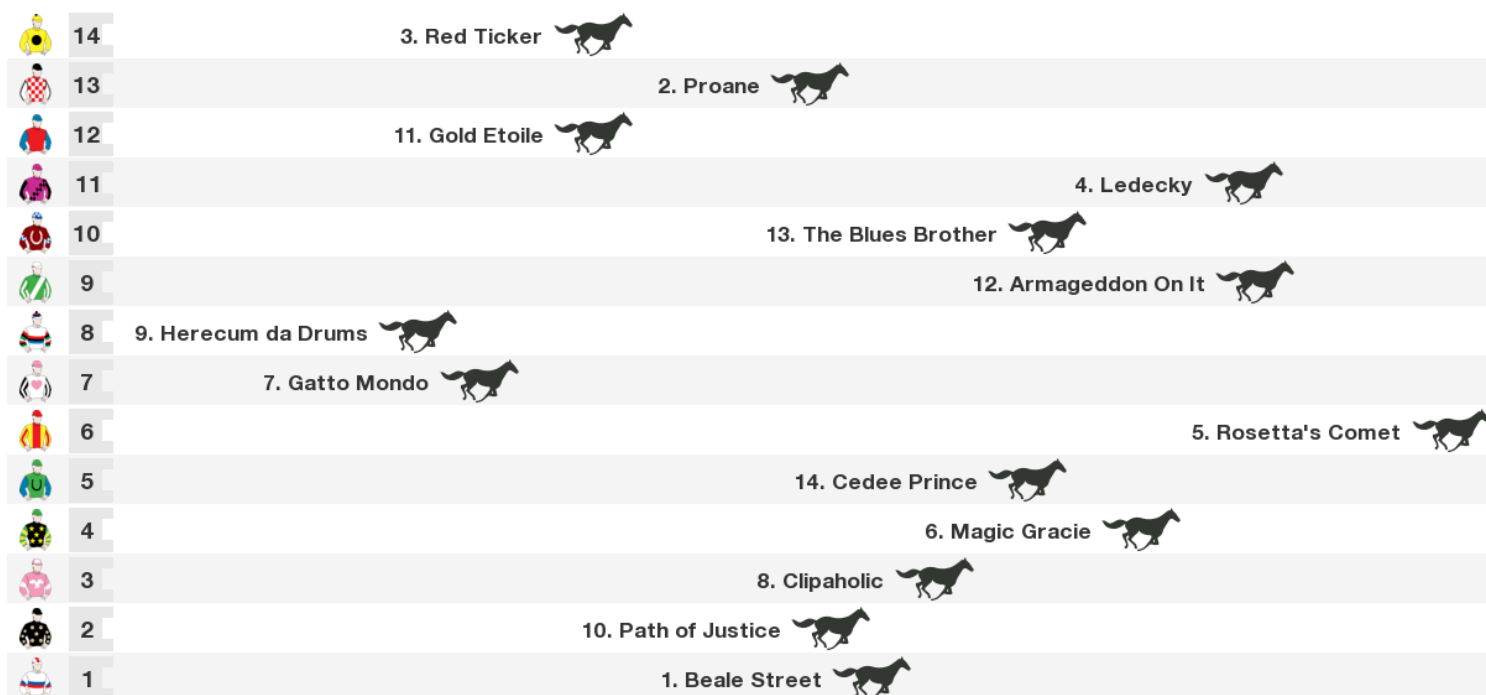 14 3. Red Ticker
13 2. Proane
12 11. Gold Etoile
11 4. Ledecky
10 13. The Blues Brother
9 12. Armageddon On It
8 9. Herecum da Drums
7 7. Gatto Mondo
6 5. Rosetta's Comet
5 14. Cedee Prince
4 6. Magic Gracie
3 8. Clipaholic
2 10. Path of Justice
1 1. Beale Street